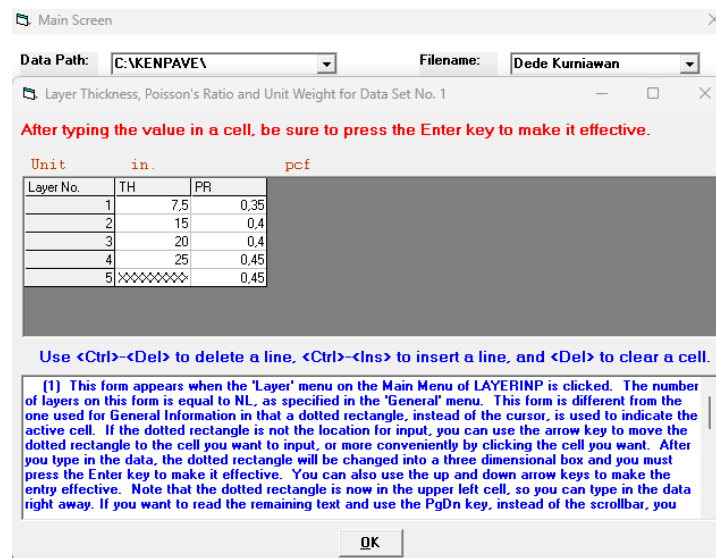 Main Screen
Data Path: C:\KENPAVE\ Filename: Dede Kurniawan
Layer Thickness, Poisson's Ratio and Unit Weight for Data Set No. 1
After typing the value in a cell, be sure to press the Enter key to make it effective.
Unit in. pcf
Layer No. TH PR
1 7,5 0,35
2 15 0,4
3 20 0,4
4 25 0,45
5 XXXXXXXX 0,45
Use <Ctrl>-<Del> to delete a line, <Ctrl>-<Ins> to insert a line, and <Del> to clear a cell.
(1) This form appears when the 'Layer' menu on the Main Menu of LAYERINP is clicked. The number
of layers on this form is equal to NL, as specified in the 'General' menu. This form is different from the
one used for General Information in that a dotted rectangle, instead of the cursor, is used to indicate the
active cell. If the dotted rectangle is not the location for input, you can use the arrow key to move the
dotted rectangle to the cell you want to input, or more conveniently by clicking the cell you want. After
you type in the data, the dotted rectangle will be changed into a three dimensional box and you must
press the Enter key to make it effective. You can also use the up and down arrow keys to make the
entry effective. Note that the dotted rectangle is now in the upper left cell, so you can type in the data
right away. If you want to read the remaining text and use the PgDn key, instead of the scrollbar, you
OK